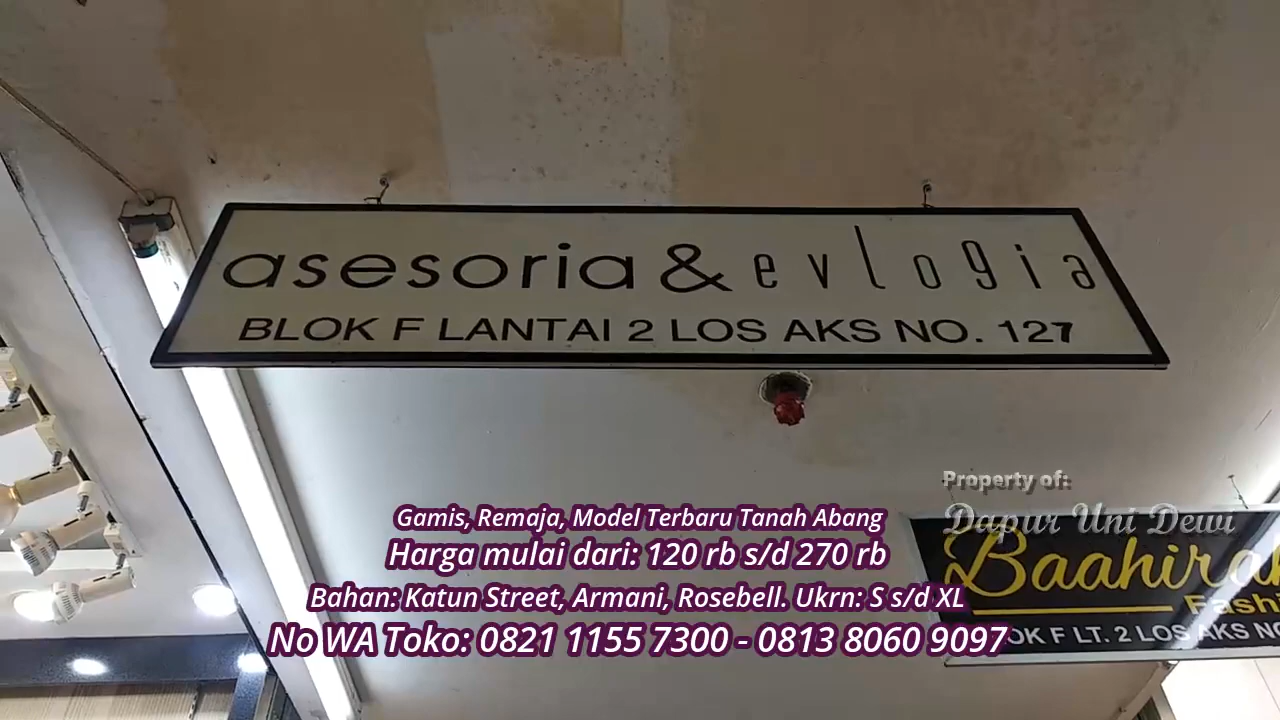 asesoria & evlogia
BLOK F LANTAI 2 LOS AKS NO. 127
Property of:
Dapur Uni Dewi
Gamis, Remaja, Model Terbaru Tanah Abang
Harga mulai dari: 120 rb s/d 270 rb
Bahan: Katun Street, Armani, Rosebell. Ukrn: S s/d XL
No WA Toko: 0821 1155 7300 - 0813 8060 9097
Baahirah
Fashi
OK F LT. 2 LOS AKS NO